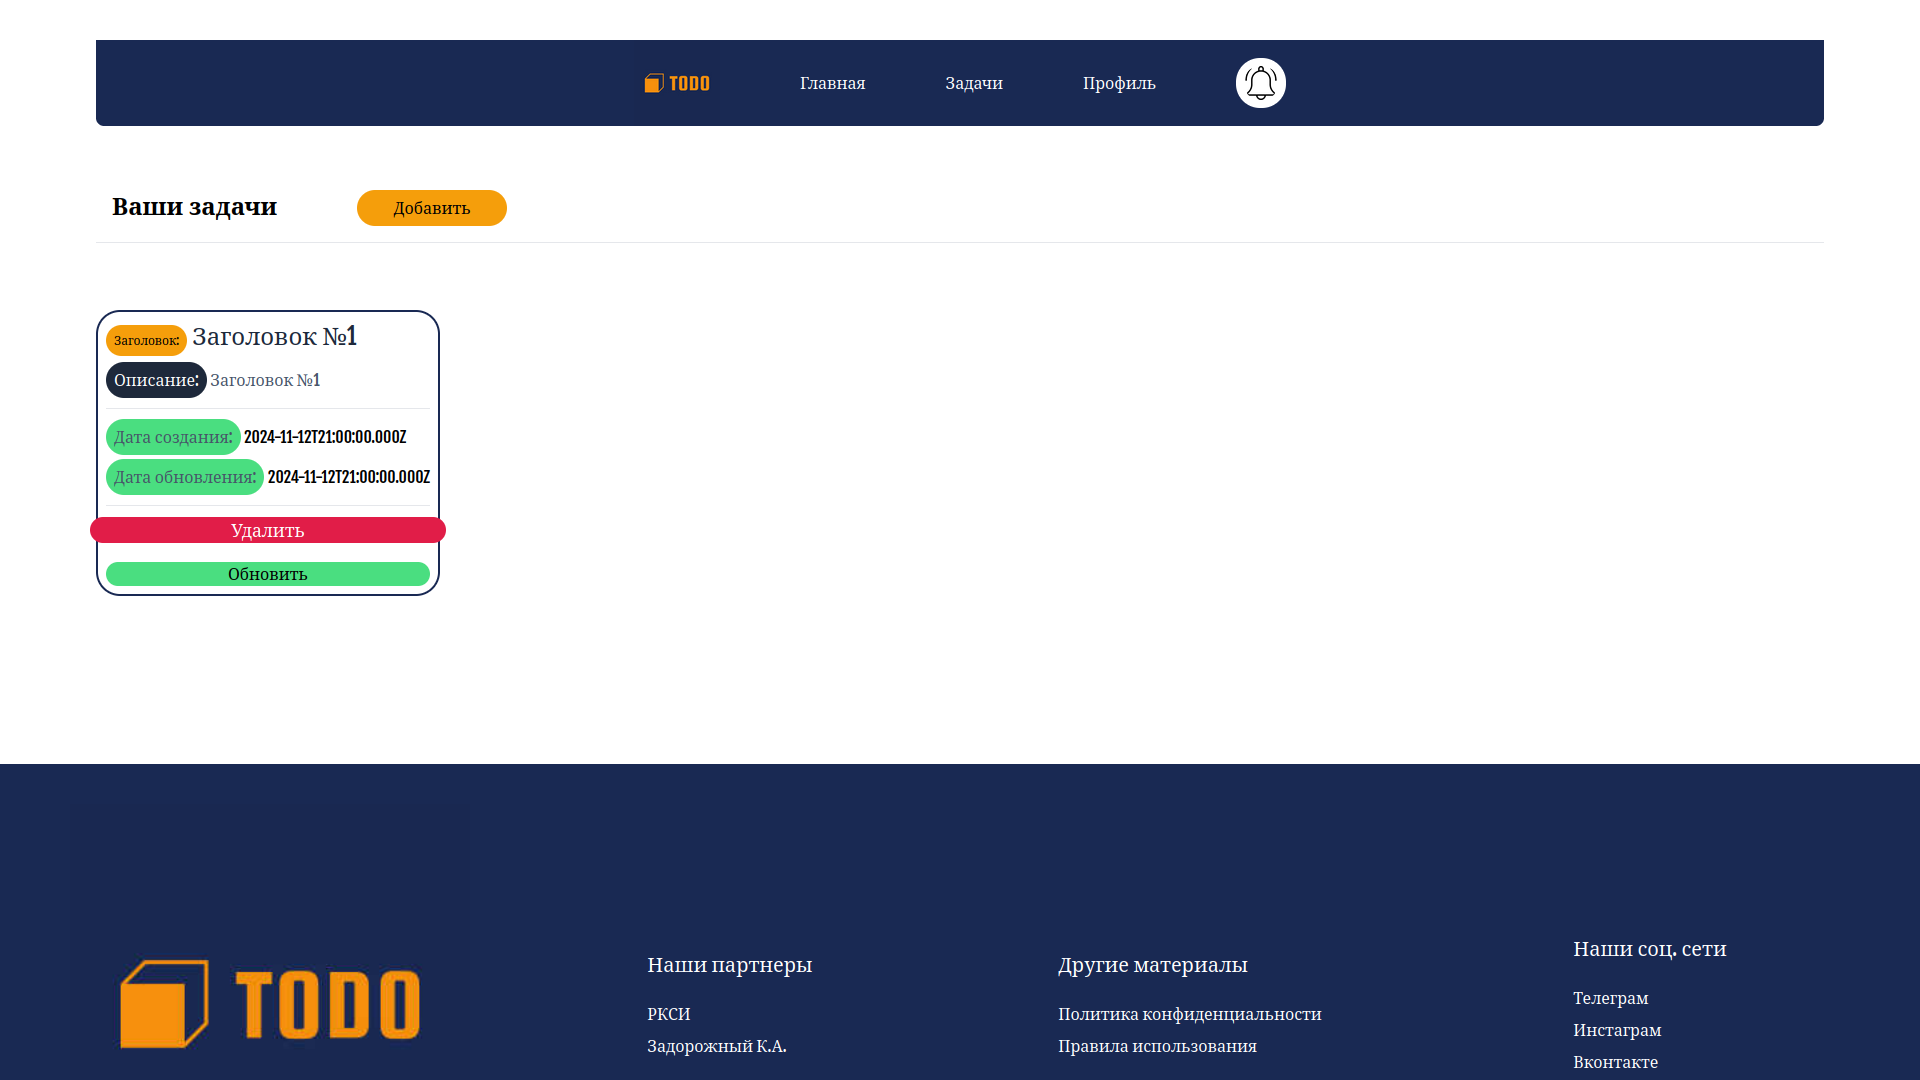 TODO
Главная
Задачи
Профиль
Ваши задачи
Добавить
Заголовок: Заголовок №1
Описание: Заголовок №1
Дата создания: 2024-11-12T21:00:00.000Z
Дата обновления: 2024-11-12T21:00:00.000Z
Удалить
Обновить
TODO
Наши партнеры
РКСИ
Задорожный К.А.
Другие материалы
Политика конфиденциальности
Правила использования
Наши соц. сети
Телеграм
Инстаграм
Вконтакте